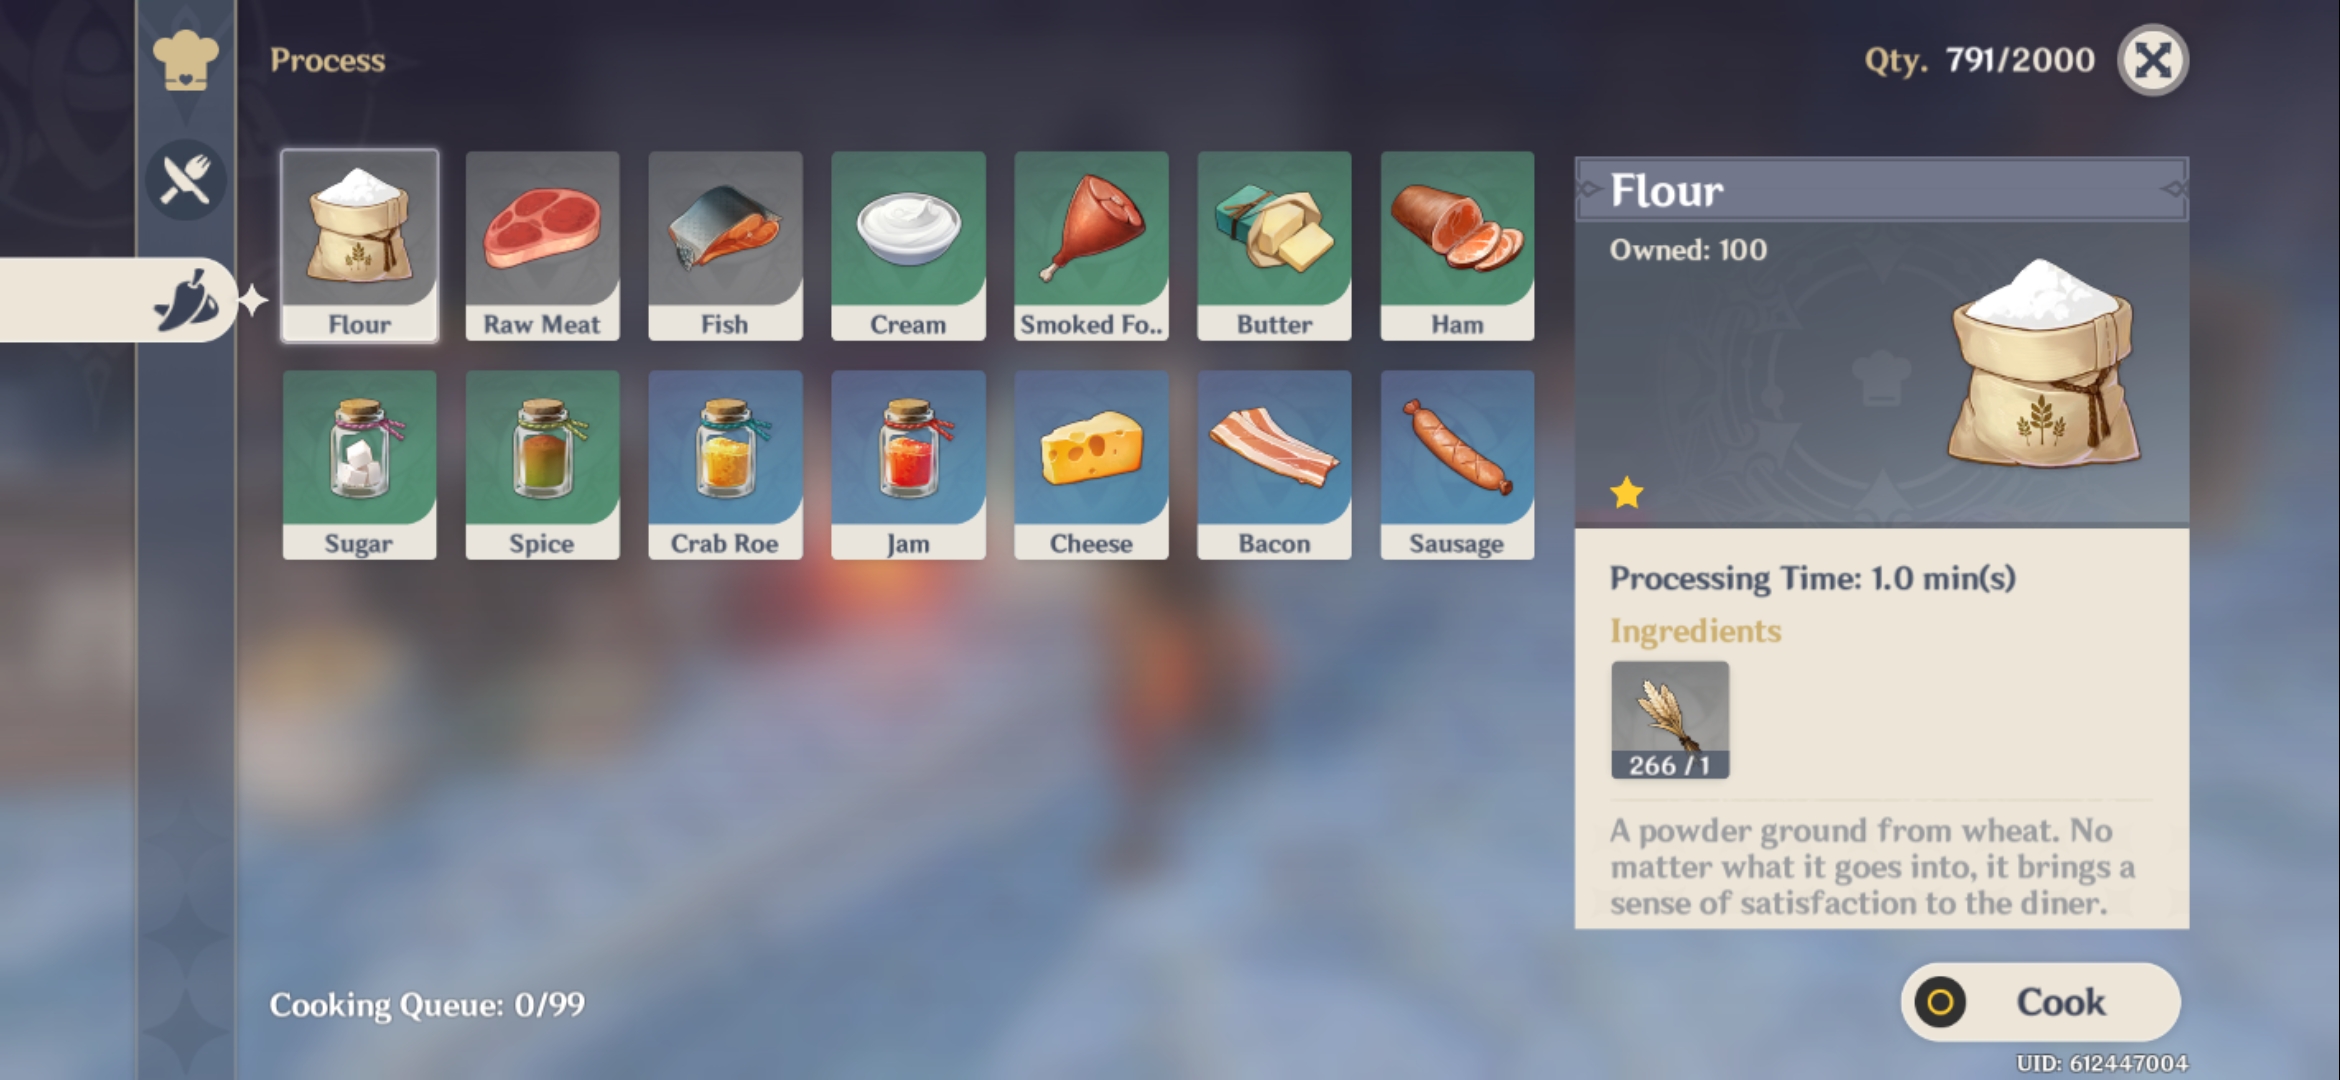 Process
Qty. 791/2000
Flour
Raw Meat
Fish
Cream
Smoked Fo..
Butter
Ham
Sugar
Spice
Crab Roe
Jam
Cheese
Bacon
Sausage
Flour
Owned: 100
Processing Time: 1.0 min(s)
Ingredients
266 / 1
A powder ground from wheat. No
matter what it goes into, it brings a
sense of satisfaction to the diner.
Cooking Queue: 0/99
Cook
UID: 612447004